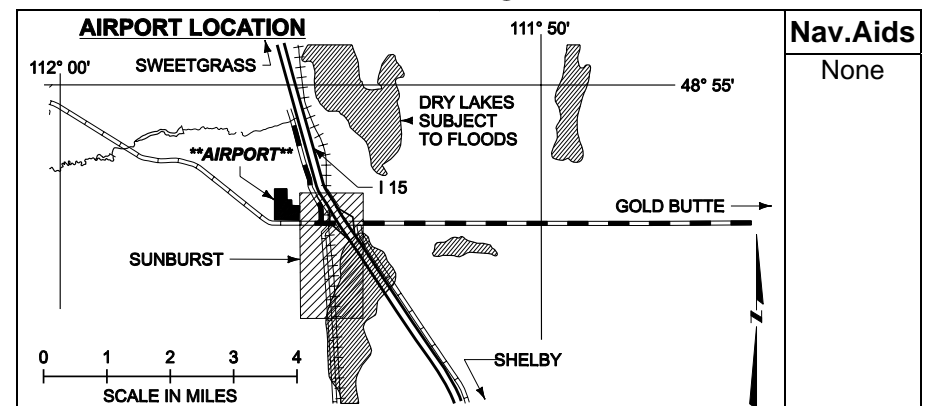 AIRPORT LOCATION
111° 50'
Nav.Aids
112° 00'
SWEETGRASS
None
48° 55'
DRY LAKES
SUBJECT
TO FLOODS
**AIRPORT**
I 15
GOLD BUTTE
SUNBURST
N
SHELBY
0 1 2 3 4
SCALE IN MILES